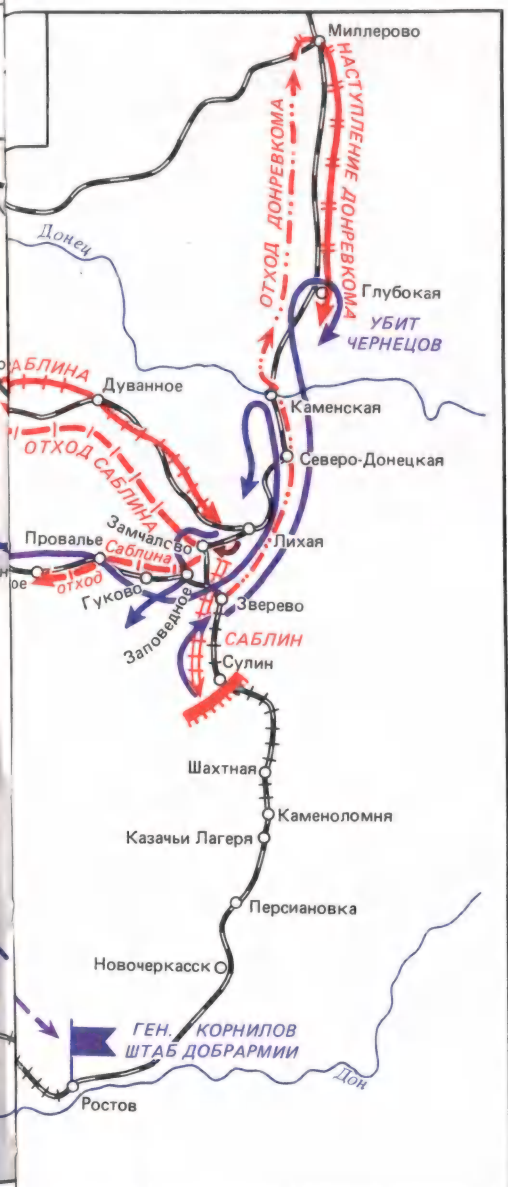 Миллерово
НАСТУПЛЕНИЕ ДОНРЕВКОМА
ОТХОД ДОНРЕВКОМА
Донец
Глубокая
УБИТ
ЧЕРНЕЦОВ
АБЛИНА
Дуванное
Каменская
ОТХОД САБЛИНА
Северо-Донецкая
Замчалово
Лихая
Провалье
Саблина
ное
отход
Гуково
Заповедное
Зверево
САБЛИН
Сулин
Шахтная
Каменоломня
Казачьи Лагеря
Персиановка
Новочеркасск
ГЕН. КОРНИЛОВ
ШТАБ ДОБРАРМИИ
Дон
Ростов